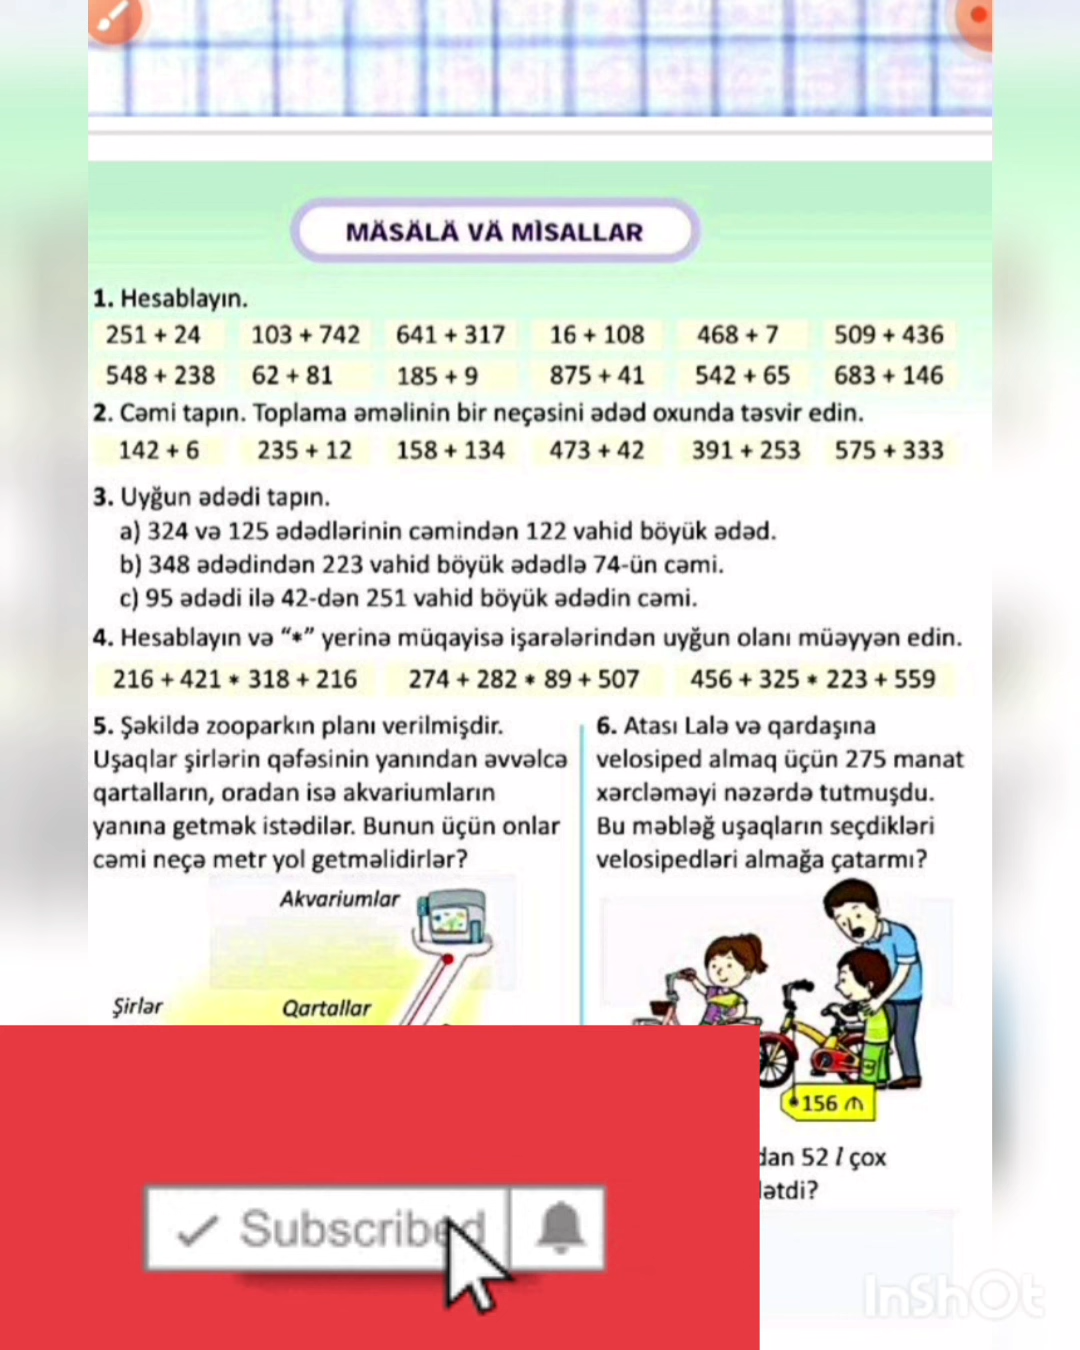 MÄSÄLÄ VÄ MİSALLAR
1. Hesablayın.
251 + 24 103 + 742 641 + 317 16 + 108 468 + 7 509 + 436
548 + 238 62 + 81 185 + 9 875 + 41 542 + 65 683 + 146
2. Cəmi tapın. Toplama əməlinin bir neçəsini ədəd oxunda təsvir edin.
142 + 6 235 + 12 158 + 134 473 + 42 391 + 253 575 + 333
3. Uyğun ədədi tapın.
a) 324 və 125 ədədlərinin cəmindən 122 vahid böyük ədəd.
b) 348 ədədindən 223 vahid böyük ədədlə 74-ün cəmi.
c) 95 ədədi ilə 42-dən 251 vahid böyük ədədin cəmi.
4. Hesablayın və “*” yerinə müqayisə işarələrindən uyğun olanı müəyyən edin.
216 + 421 * 318 + 216 274 + 282 * 89 + 507 456 + 325 * 223 + 559
5. Şəkildə zooparkın planı verilmişdir.
Uşaqlar şirlərin qəfəsinin yanından əvvəlcə
qartalların, oradan isə akvariumların
yanına getmək istədilər. Bunun üçün onlar
cəmi neçə metr yol getməlidirlər?
Akvariumlar
Şirlər
Qartallar
6. Atası Lalə və qardaşına
velosiped almaq üçün 275 manat
xərcləməyi nəzərdə tutmuşdu.
Bu məbləğ uşaqların seçdikləri
velosipedləri almağa çatarmı?
156 ₼
dan 52 l çox
lətdi?
Subscribed
InShOt